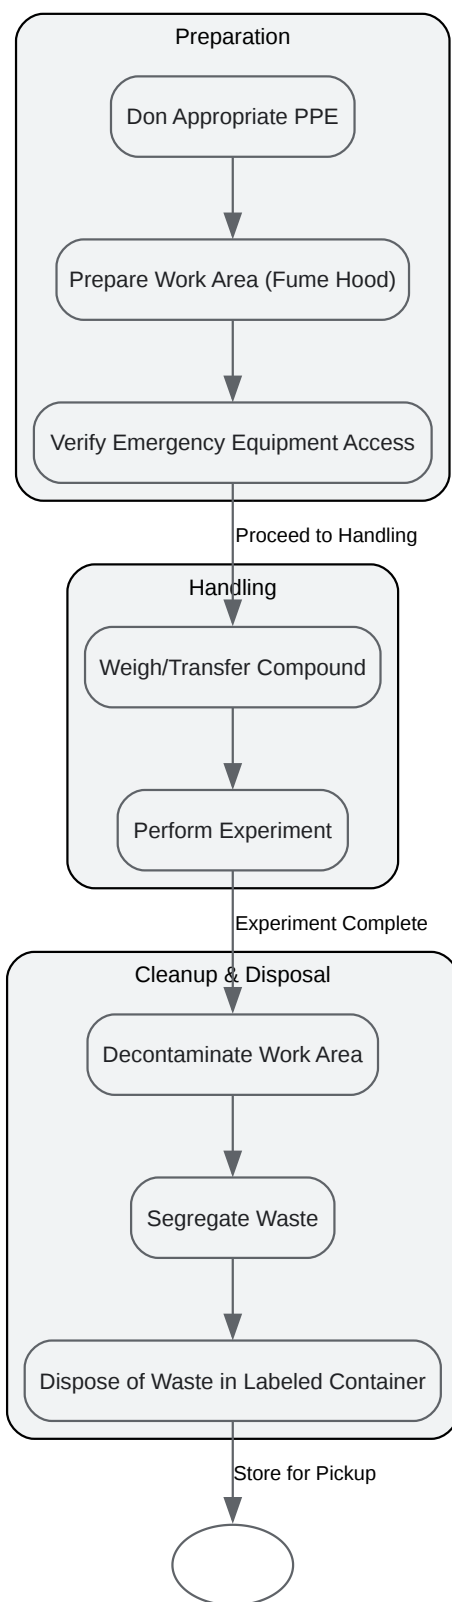 Preparation
Don Appropriate PPE
Prepare Work Area (Fume Hood)
Verify Emergency Equipment Access
Proceed to Handling
Handling
Weigh/Transfer Compound
Perform Experiment
Experiment Complete
Cleanup & Disposal
Decontaminate Work Area
Segregate Waste
Dispose of Waste in Labeled Container
Store for Pickup